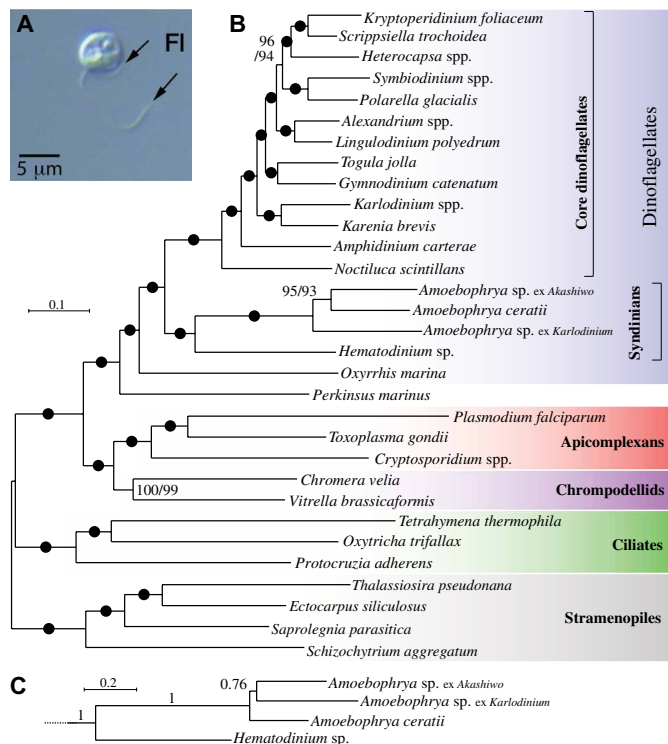 A
Fl
5 μm
B
Kryptoperidinium foliaceum
Scrippsiella trochoidea
96
/94
Heterocapsa spp.
Symbiodinium spp.
Polarella glacialis
Alexandrium spp.
Lingulodinium polyedrum
Togula jolla
Gymnodinium catenatum
Karlodinium spp.
Karenia brevis
Amphidinium carterae
Noctiluca scintillans
Core dinoflagellates
Dinoflagellates
0.1
95/93
Amoebophrya sp. ex Akashiwo
Amoebophrya ceratii
Amoebophrya sp. ex Karlodinium
Hematodinium sp.
Syndinians
Oxyrrhis marina
Perkinsus marinus
Plasmodium falciparum
Toxoplasma gondii
Cryptosporidium spp.
Apicomplexans
Chromera velia
100/99
Vitrella brassicaformis
Chrompodellids
Tetrahymena thermophila
Oxytricha trifallax
Protocruzia adherens
Ciliates
Thalassiosira pseudonana
Ectocarpus siliculosus
Saprolegnia parasitica
Schizochytrium aggregatum
Stramenopiles
C
0.2
0.76
1
1
Amoebophrya sp. ex Akashiwo
Amoebophrya sp. ex Karlodinium
Amoebophrya ceratii
Hematodinium sp.